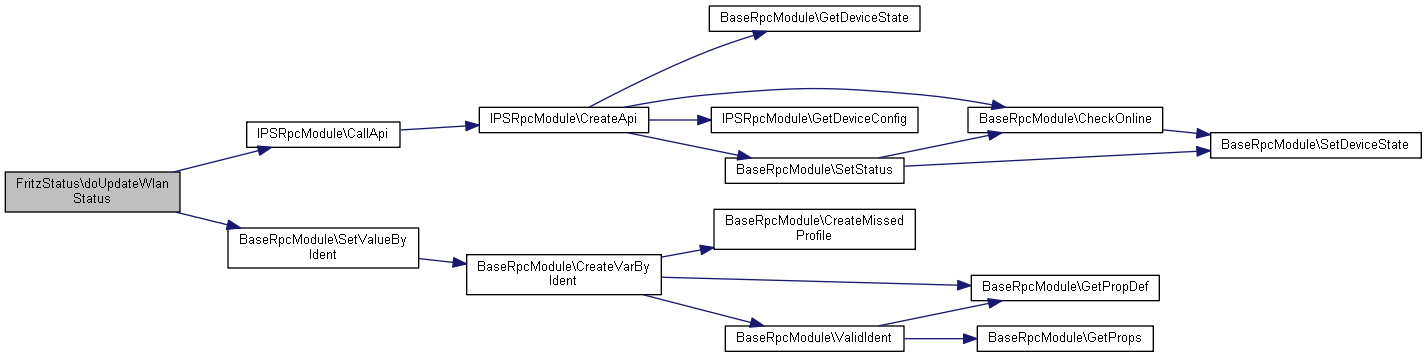 BaseRpcModule\GetDeviceState
IPSRpcModule\CreateApi
IPSRpcModule\GetDeviceConfig
BaseRpcModule\CheckOnline
IPSRpcModule\CallApi
BaseRpcModule\SetDeviceState
BaseRpcModule\SetStatus
FritzStatus\doUpdateWlan
Status
BaseRpcModule\CreateMissed
Profile
BaseRpcModule\SetValueBy
Ident
BaseRpcModule\CreateVarBy
Ident
BaseRpcModule\GetPropDef
BaseRpcModule\ValidIdent
BaseRpcModule\GetProps